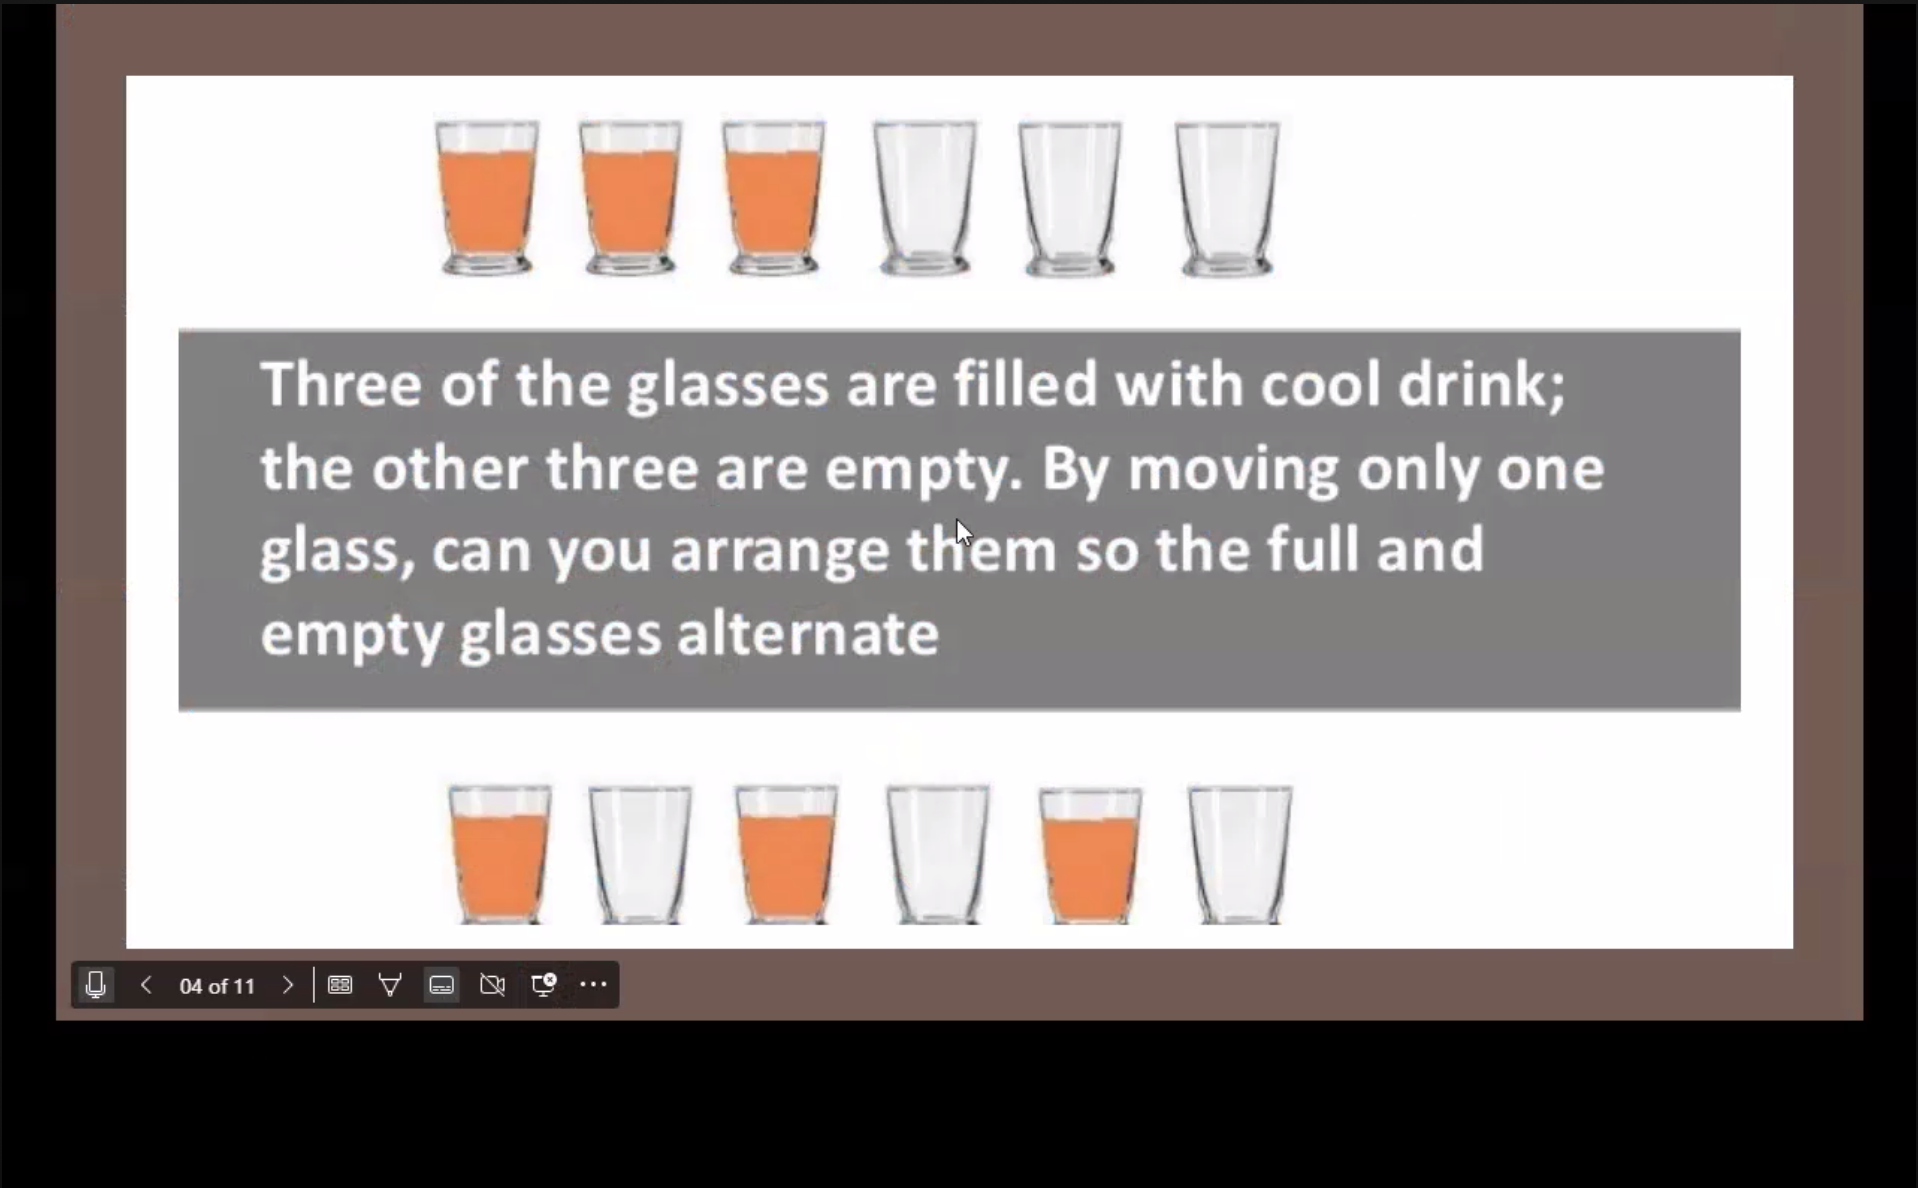 Three of the glasses are filled with cool drink;
the other three are empty. By moving only one
glass, can you arrange them so the full and
empty glasses alternate
04 of 11